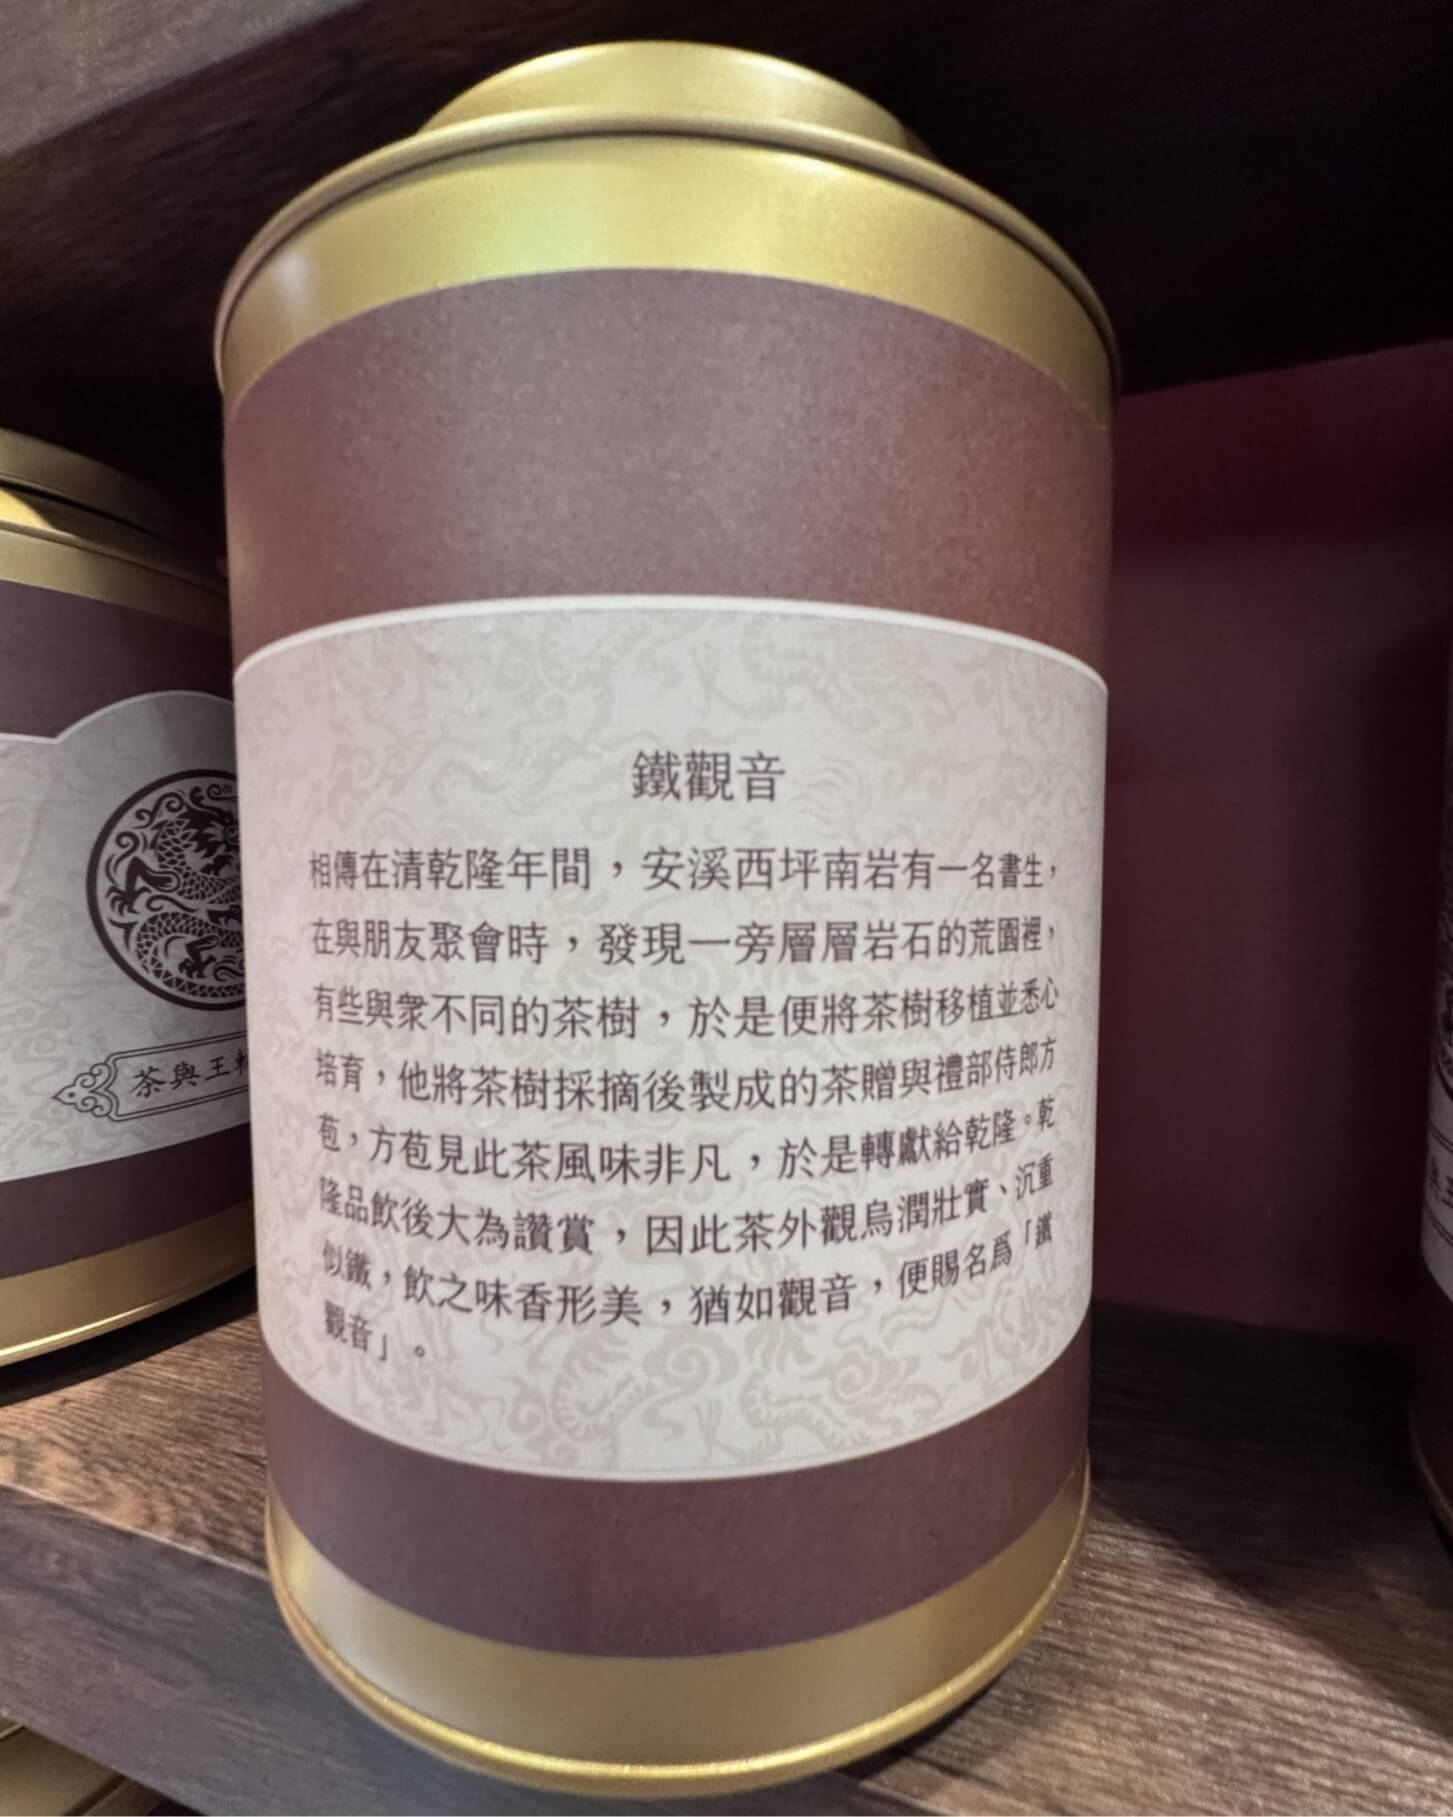 鐵觀音
相傳在清乾隆年間，安溪西坪南岩有一名書生，
在與朋友聚會時，發現一旁層層岩石的荒園裡，
有些與衆不同的茶樹，於是便將茶樹移植並悉心
培育，他將茶樹採摘後製成的茶贈與禮部侍郎方
苞，方苞見此茶風味非凡，於是轉獻給乾隆。乾
隆品飲後大為讚賞，因此茶外觀烏潤壯實、沉重
似鐵，飲之味香形美，猶如觀音，便賜名爲「鐵
觀音」。
茶與王